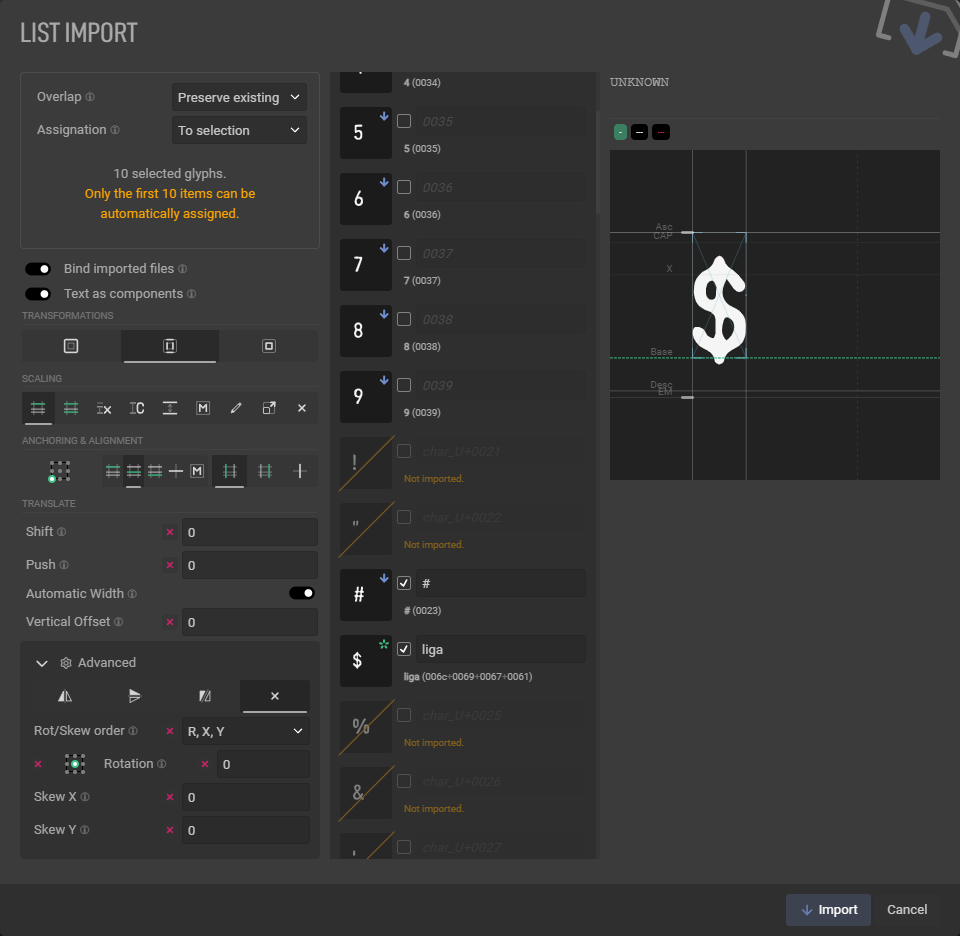 LIST IMPORT
Overlap
Preserve existing
Assignation
To selection
10 selected glyphs.
Only the first 10 items can be
automatically assigned.
Bind imported files
Text as components
TRANSFORMATIONS
SCALING
ANCHORING & ALIGNMENT
TRANSLATE
Shift
0
Push
0
Automatic Width
Vertical Offset
0
Advanced
Rot/Skew order
R, X, Y
Rotation
0
Skew X
0
Skew Y
0
4 (0034)
5
0035
5 (0035)
6
0036
6 (0036)
7
0037
7 (0037)
8
0038
8 (0038)
9
0039
9 (0039)
!
char_U+0021
Not imported.
"
char_U+0022
Not imported.
#
#
# (0023)
$
liga
liga (006c+0069+0067+0061)
%
char_U+0025
Not imported.
&
char_U+0026
Not imported.
'
char_U+0027
UNKNOWN
Asc
CAP
X
Base
Desc
EM
$
Import
Cancel